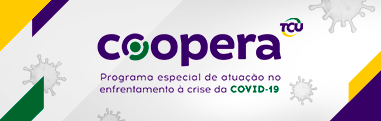 TCU
coopera
Programa especial de atuação no
enfrentamento à crise da COVID-19